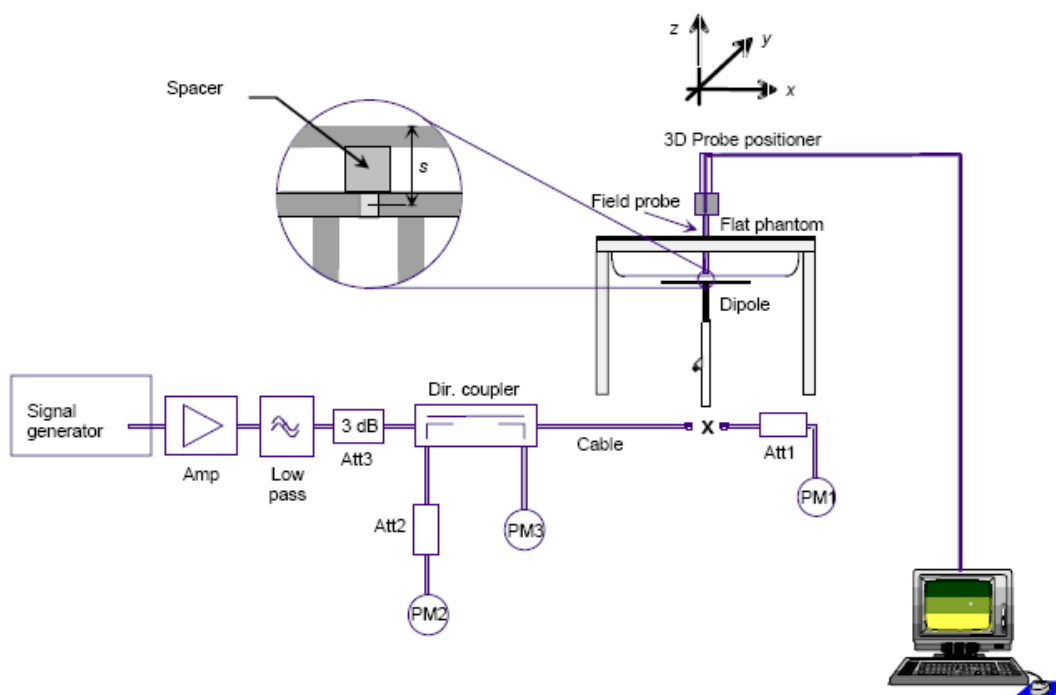 z
y
x
Spacer
s
3D Probe positioner
Field probe
Flat phantom
Dipole
Signal
generator
Amp
Low
pass
3 dB
Att3
Dir. coupler
Cable
X
Att1
PM1
Att2
PM3
PM2